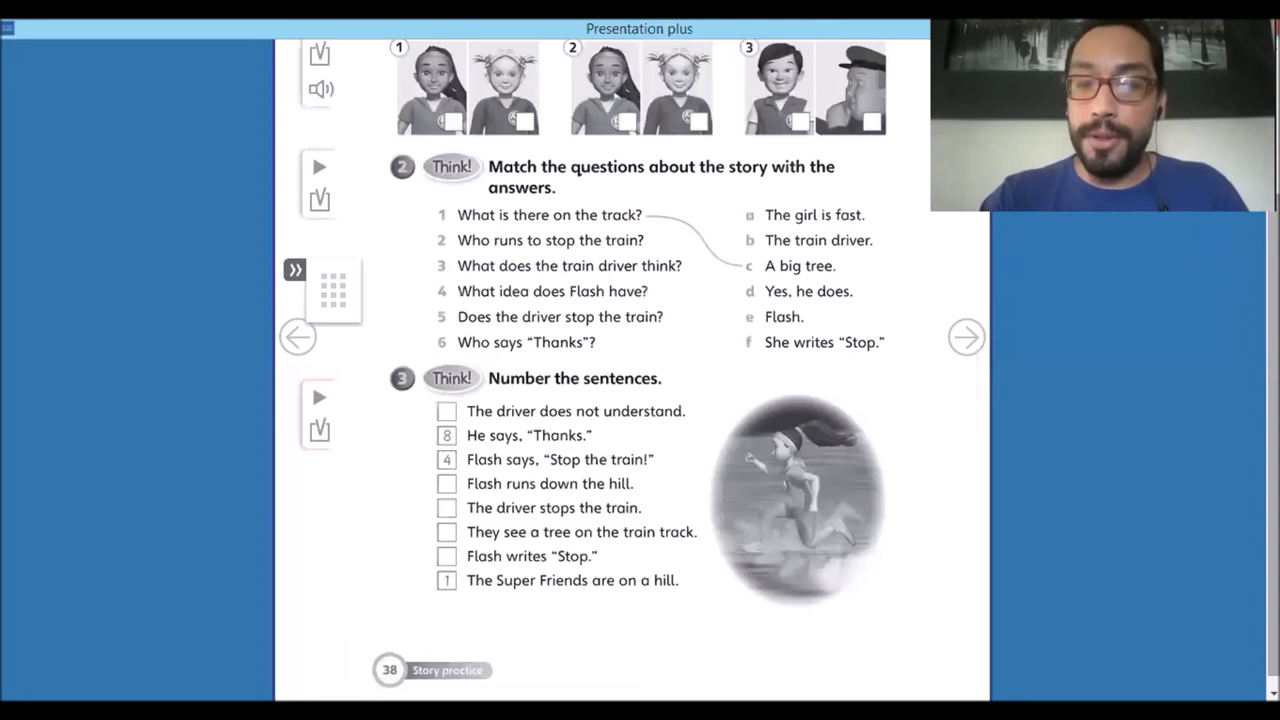 Presentation plus
1 2 3
2 Think! Match the questions about the story with the
answers.
1 What is there on the track? a The girl is fast.
2 Who runs to stop the train? b The train driver.
3 What does the train driver think? c A big tree.
4 What idea does Flash have? d Yes, he does.
5 Does the driver stop the train? e Flash.
6 Who says “Thanks”? f She writes “Stop.”
3 Think! Number the sentences.
The driver does not understand.
8 He says, “Thanks.”
4 Flash says, “Stop the train!”
Flash runs down the hill.
The driver stops the train.
They see a tree on the train track.
Flash writes “Stop.”
1 The Super Friends are on a hill.
38 Story practice